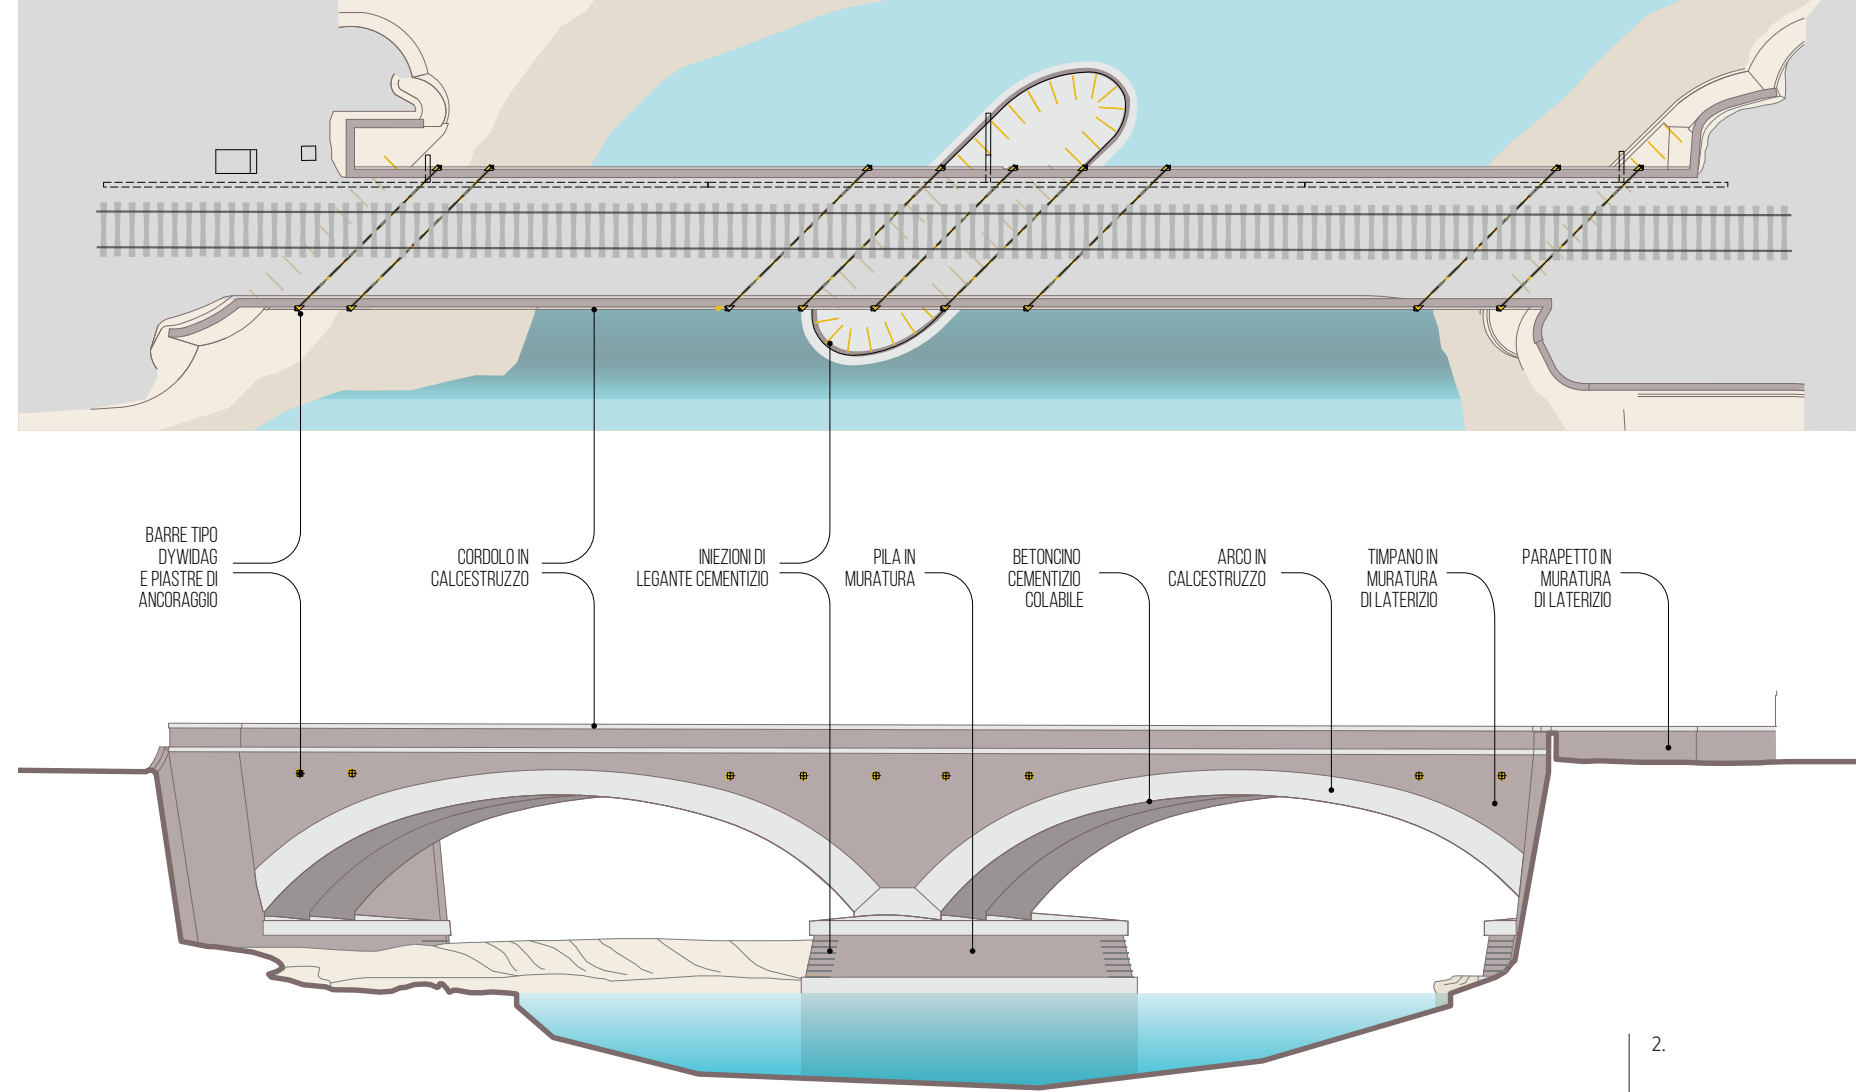 BARRE TIPO
DYWIDAG
E PIASTRE DI
ANCORAGGIO
CORDOLO IN
CALCESTRUZZO
INIEZIONI DI
LEGANTE CEMENTIZIO
PILA IN
MURATURA
BETONCINO
CEMENTIZIO
COLABILE
ARCO IN
CALCESTRUZZO
TIMPANO IN
MURATURA
DI LATERIZIO
PARAPETTO IN
MURATURA
DI LATERIZIO
2.